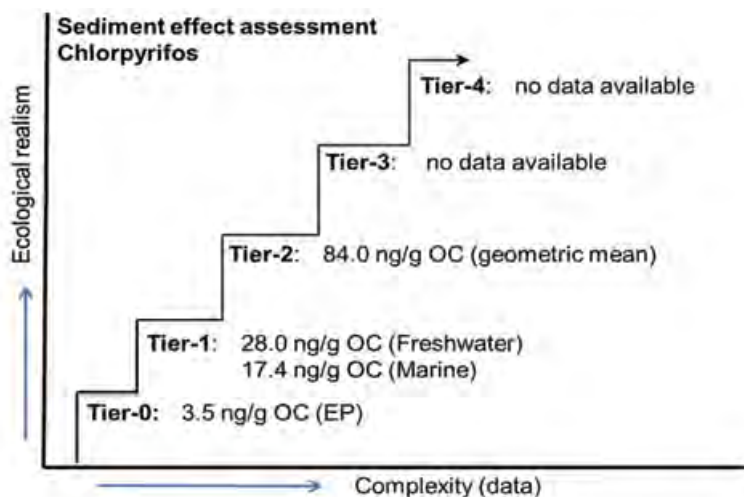 Sediment effect assessment
Chlorpyrifos
Tier-4: no data available
Tier-3: no data available
Tier-2: 84.0 ng/g OC (geometric mean)
Tier-1: 28.0 ng/g OC (Freshwater)
17.4 ng/g OC (Marine)
Tier-0: 3.5 ng/g OC (EP)
Ecological realism
Complexity (data)